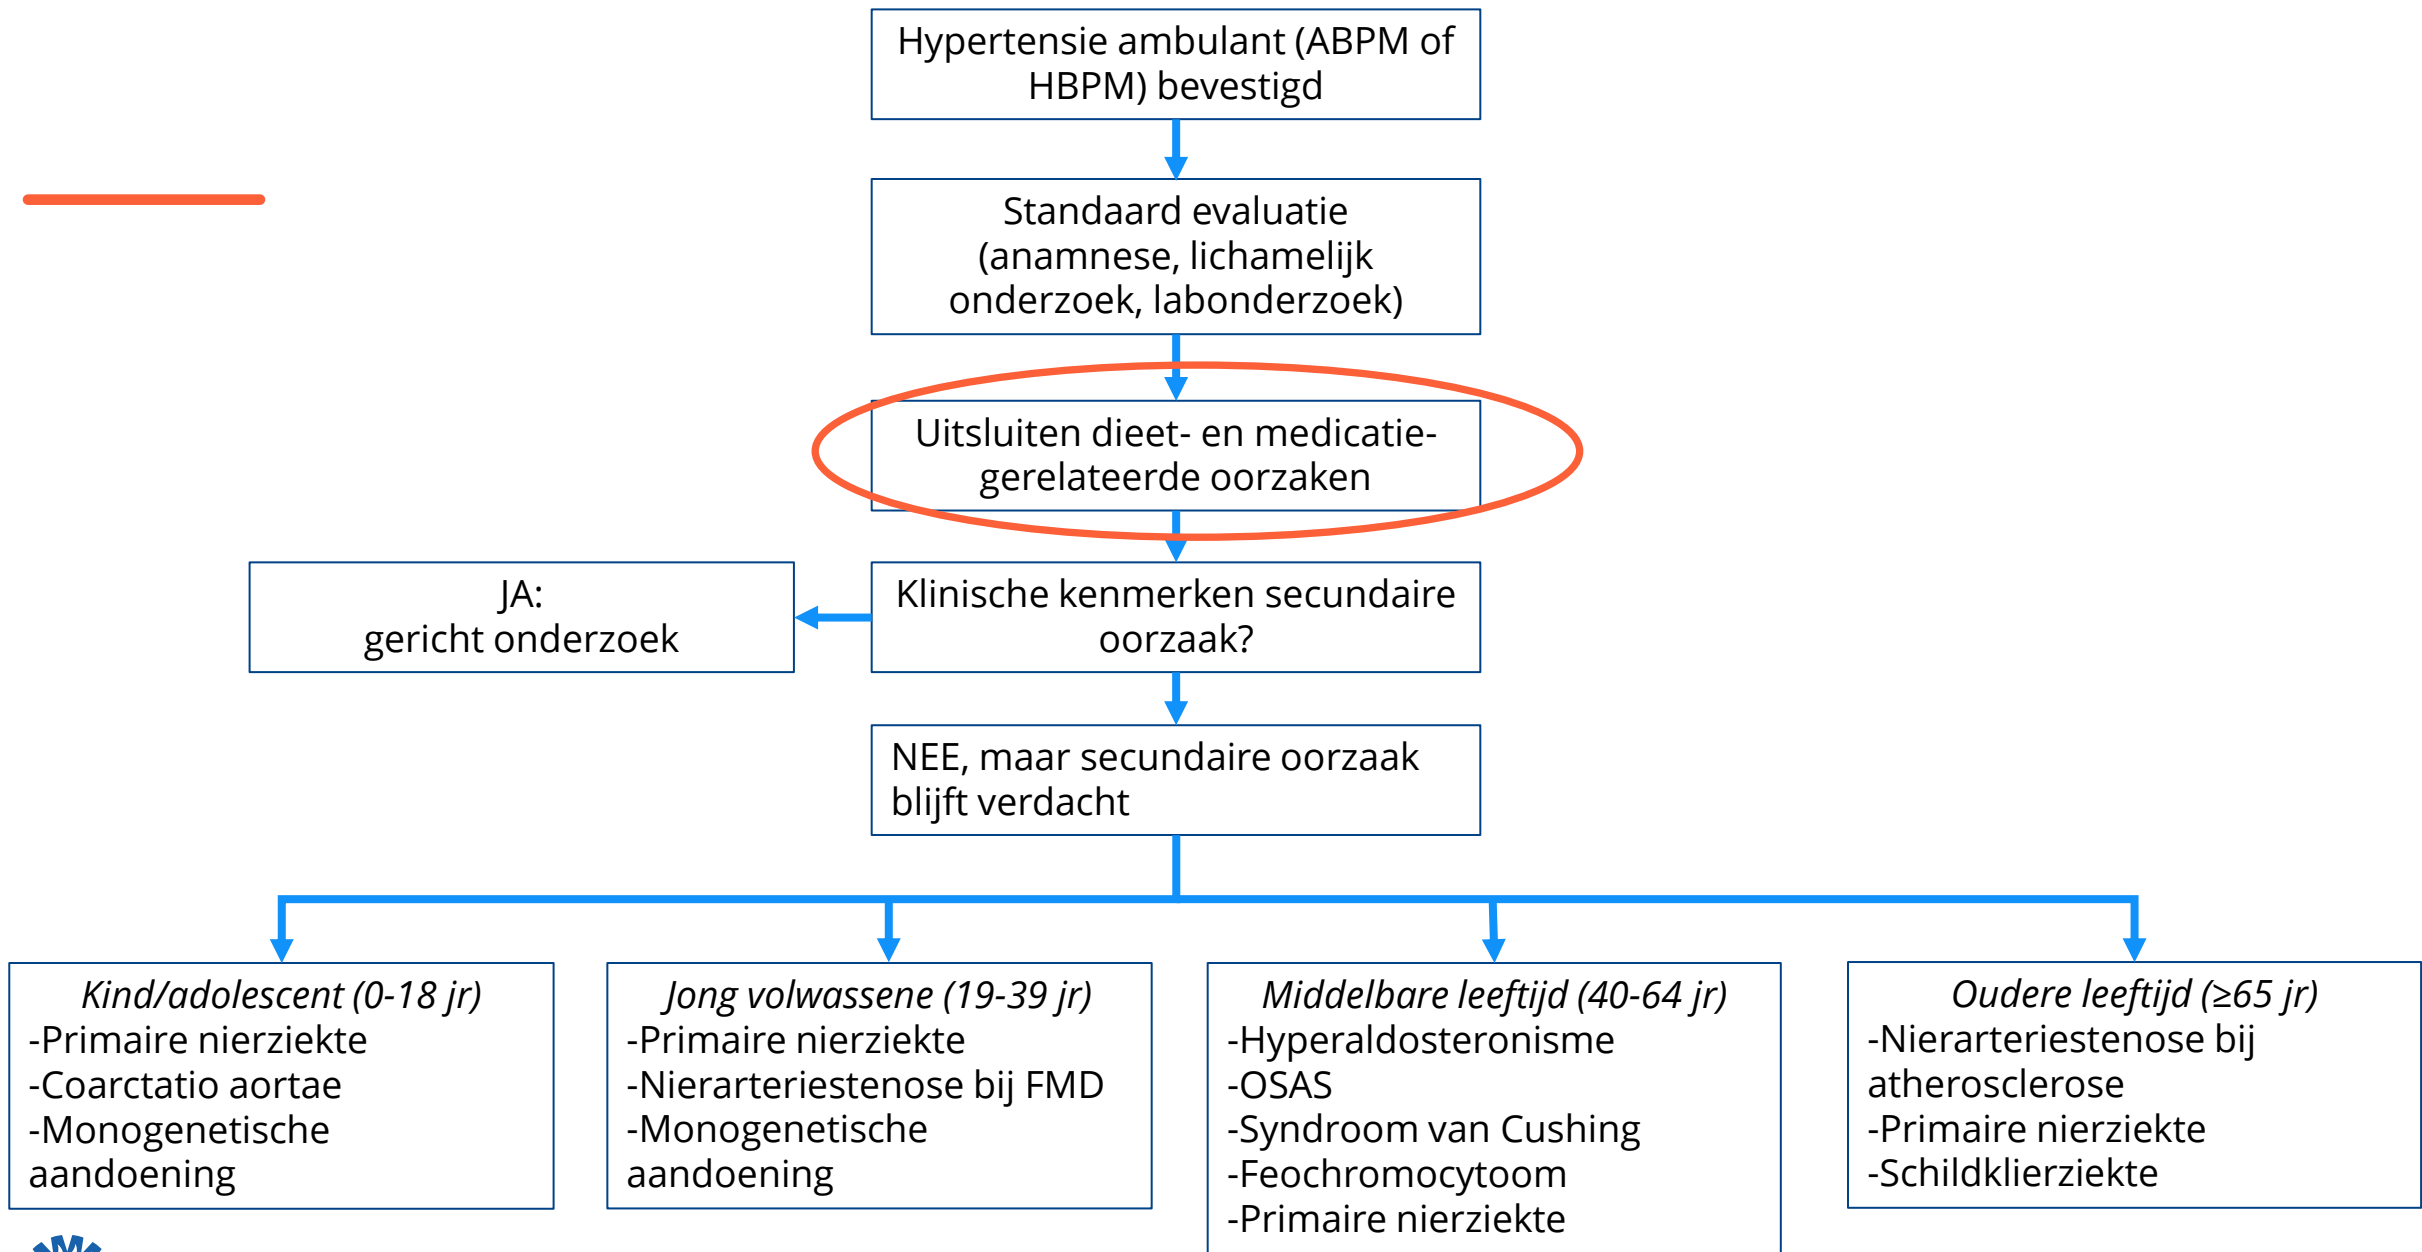 Hypertensie ambulant (ABPM of
HBPM) bevestigd
Standaard evaluatie
(anamnese, lichamelijk
onderzoek, labonderzoek)
Uitsluiten dieet- en medicatie-
gerelateerde oorzaken
JA:
gericht onderzoek
Klinische kenmerken secundaire
oorzaak?
NEE, maar secundaire oorzaak
blijft verdacht
Kind/adolescent (0-18 jr)
-Primaire nierziekte
-Coarctatio aortae
-Monogenetische
aandoening
Jong volwassene (19-39 jr)
-Primaire nierziekte
-Nierarteriestenose bij FMD
-Monogenetische
aandoening
Middelbare leeftijd (40-64 jr)
-Hyperaldosteronisme
-OSAS
-Syndroom van Cushing
-Feochromocytoom
-Primaire nierziekte
Oudere leeftijd (≥65 jr)
-Nierarteriestenose bij
atherosclerose
-Primaire nierziekte
-Schildklierziekte